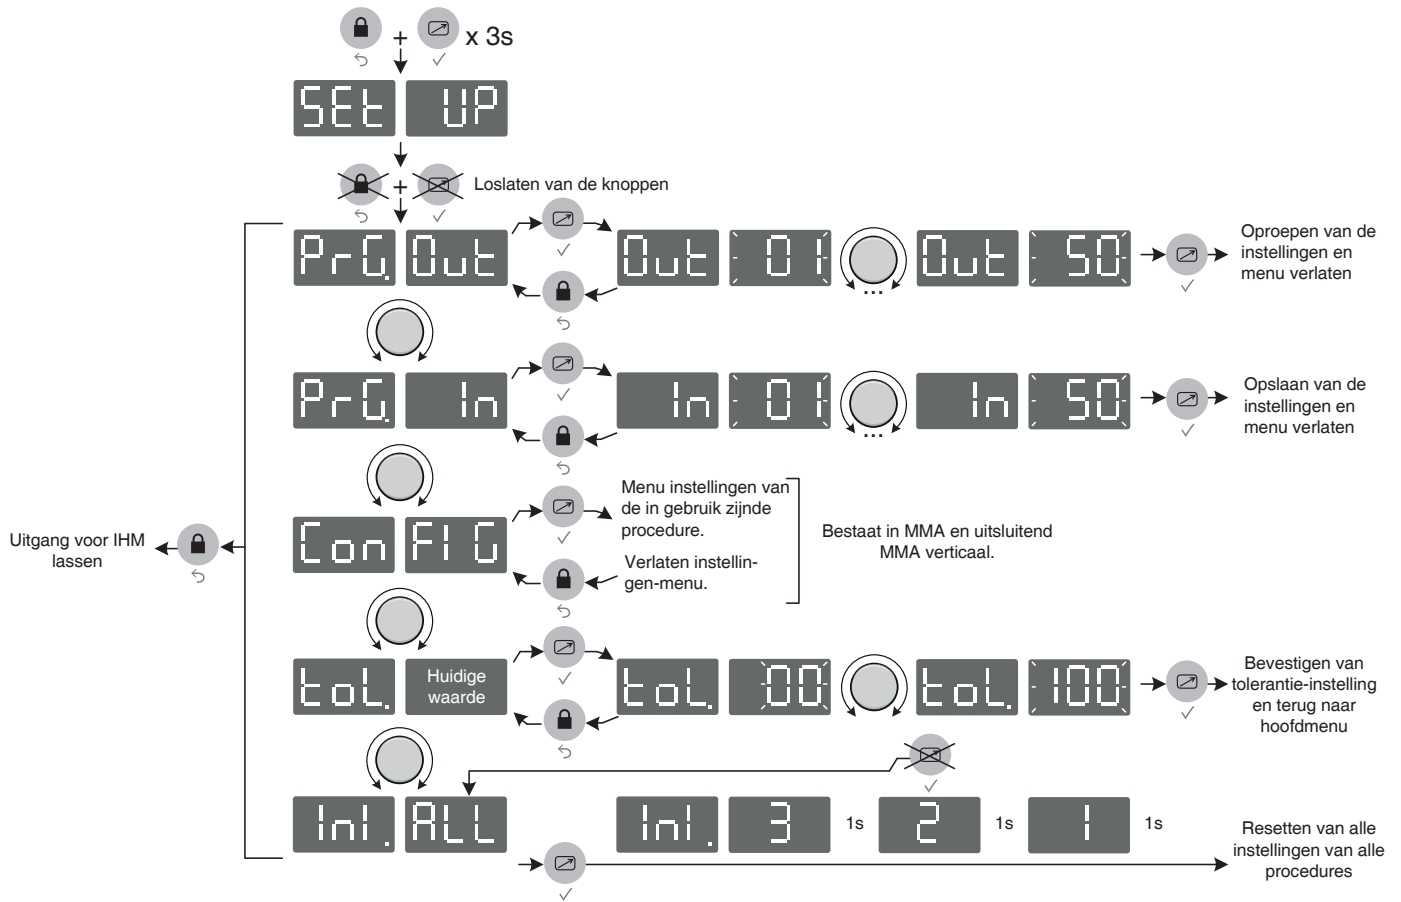 + x 3s
SEt UP
+ Loslaten van de knoppen
PrG. Out
Out 01
...
Out 50
Oproepen van de
instellingen en
menu verlaten
PrG. In
In 01
...
In 50
Opslaan van de
instellingen en
menu verlaten
Con FIG
Menu instellingen van
de in gebruik zijnde
procedure.
Verlaten instellin-
gen-menu.
Bestaat in MMA en uitsluitend
MMA verticaal.
Uitgang voor IHM
lassen
toL. Huidige
waarde
toL. 00
toL. 100
Bevestigen van
tolerantie-instelling
en terug naar
hoofdmenu
InI. ALL
InI. 3 1s 2 1s 1 1s
Resetten van alle
instellingen van alle
procedures